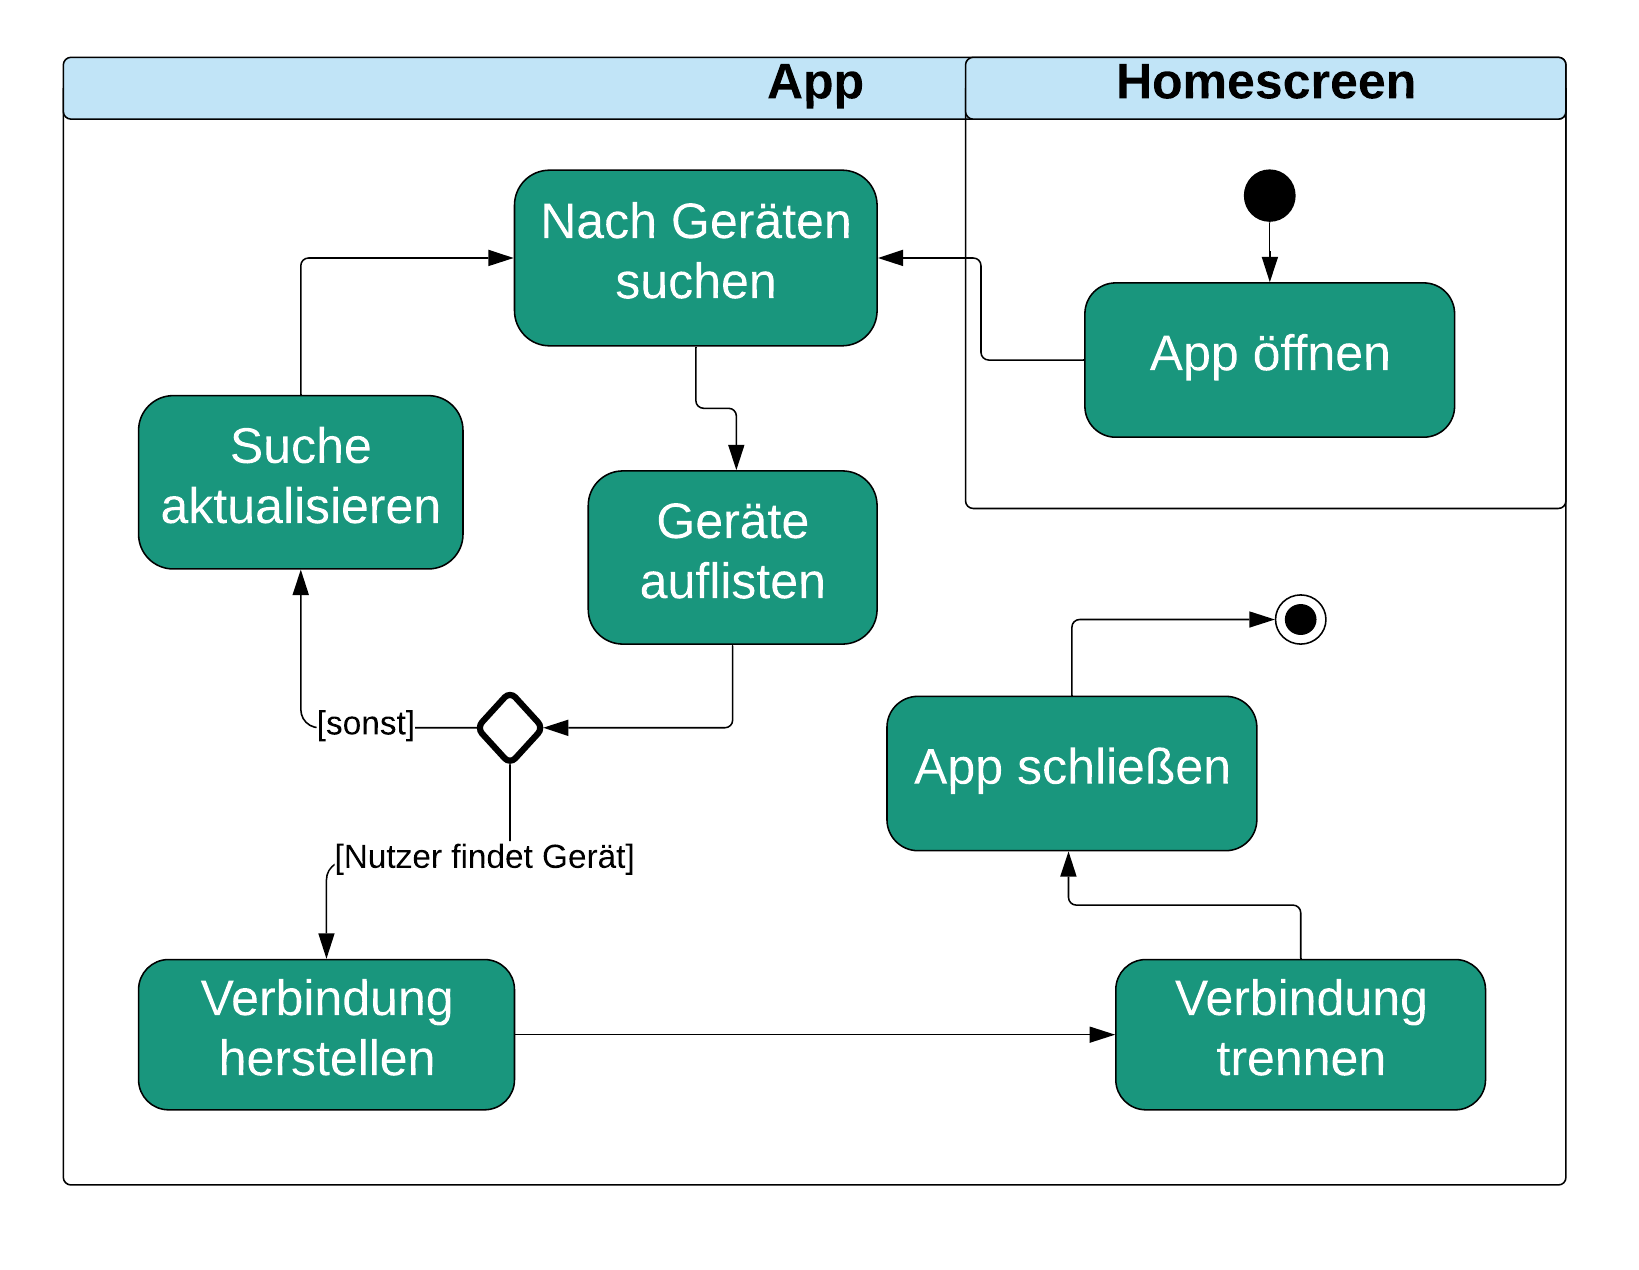 App
Homescreen
Nach Geräten
suchen
App öffnen
Suche
aktualisieren
Geräte
auflisten
[sonst]
App schließen
[Nutzer findet Gerät]
Verbindung
herstellen
Verbindung
trennen